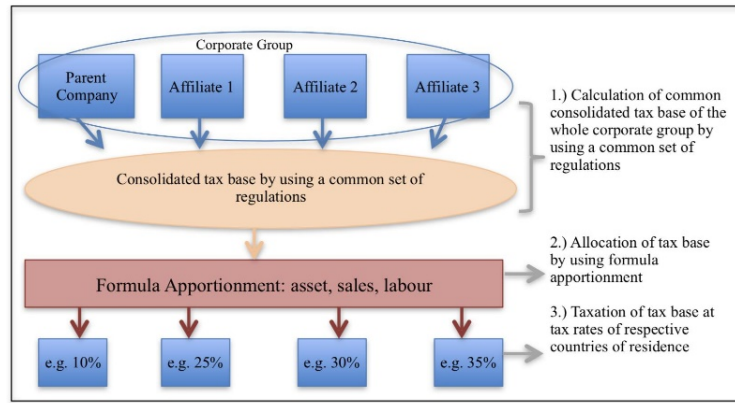 Corporate Group
Parent
Company
Affiliate 1
Affiliate 2
Affiliate 3
1.) Calculation of common
consolidated tax base of the
whole corporate group by
using a common set of
regulations
Consolidated tax base by using a common set of
regulations
2.) Allocation of tax base
by using formula
apportionment
Formula Apportionment: asset, sales, labour
3.) Taxation of tax base at
tax rates of respective
countries of residence
e.g. 10%
e.g. 25%
e.g. 30%
e.g. 35%